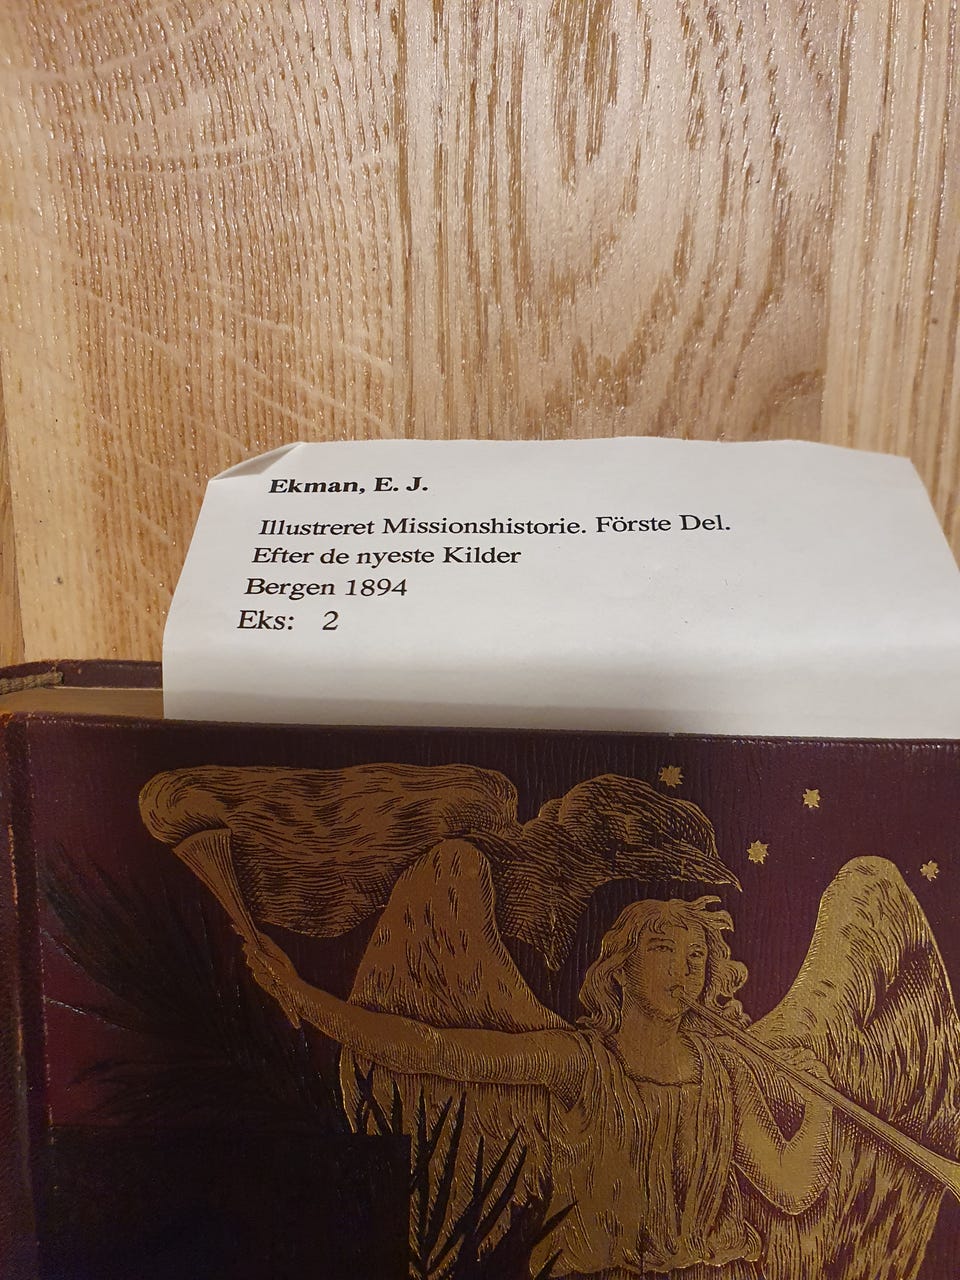 Ekman, E. J.
Illustreret Missionshistorie. Förste Del.
Efter de nyeste Kilder
Bergen 1894
Eks: 2